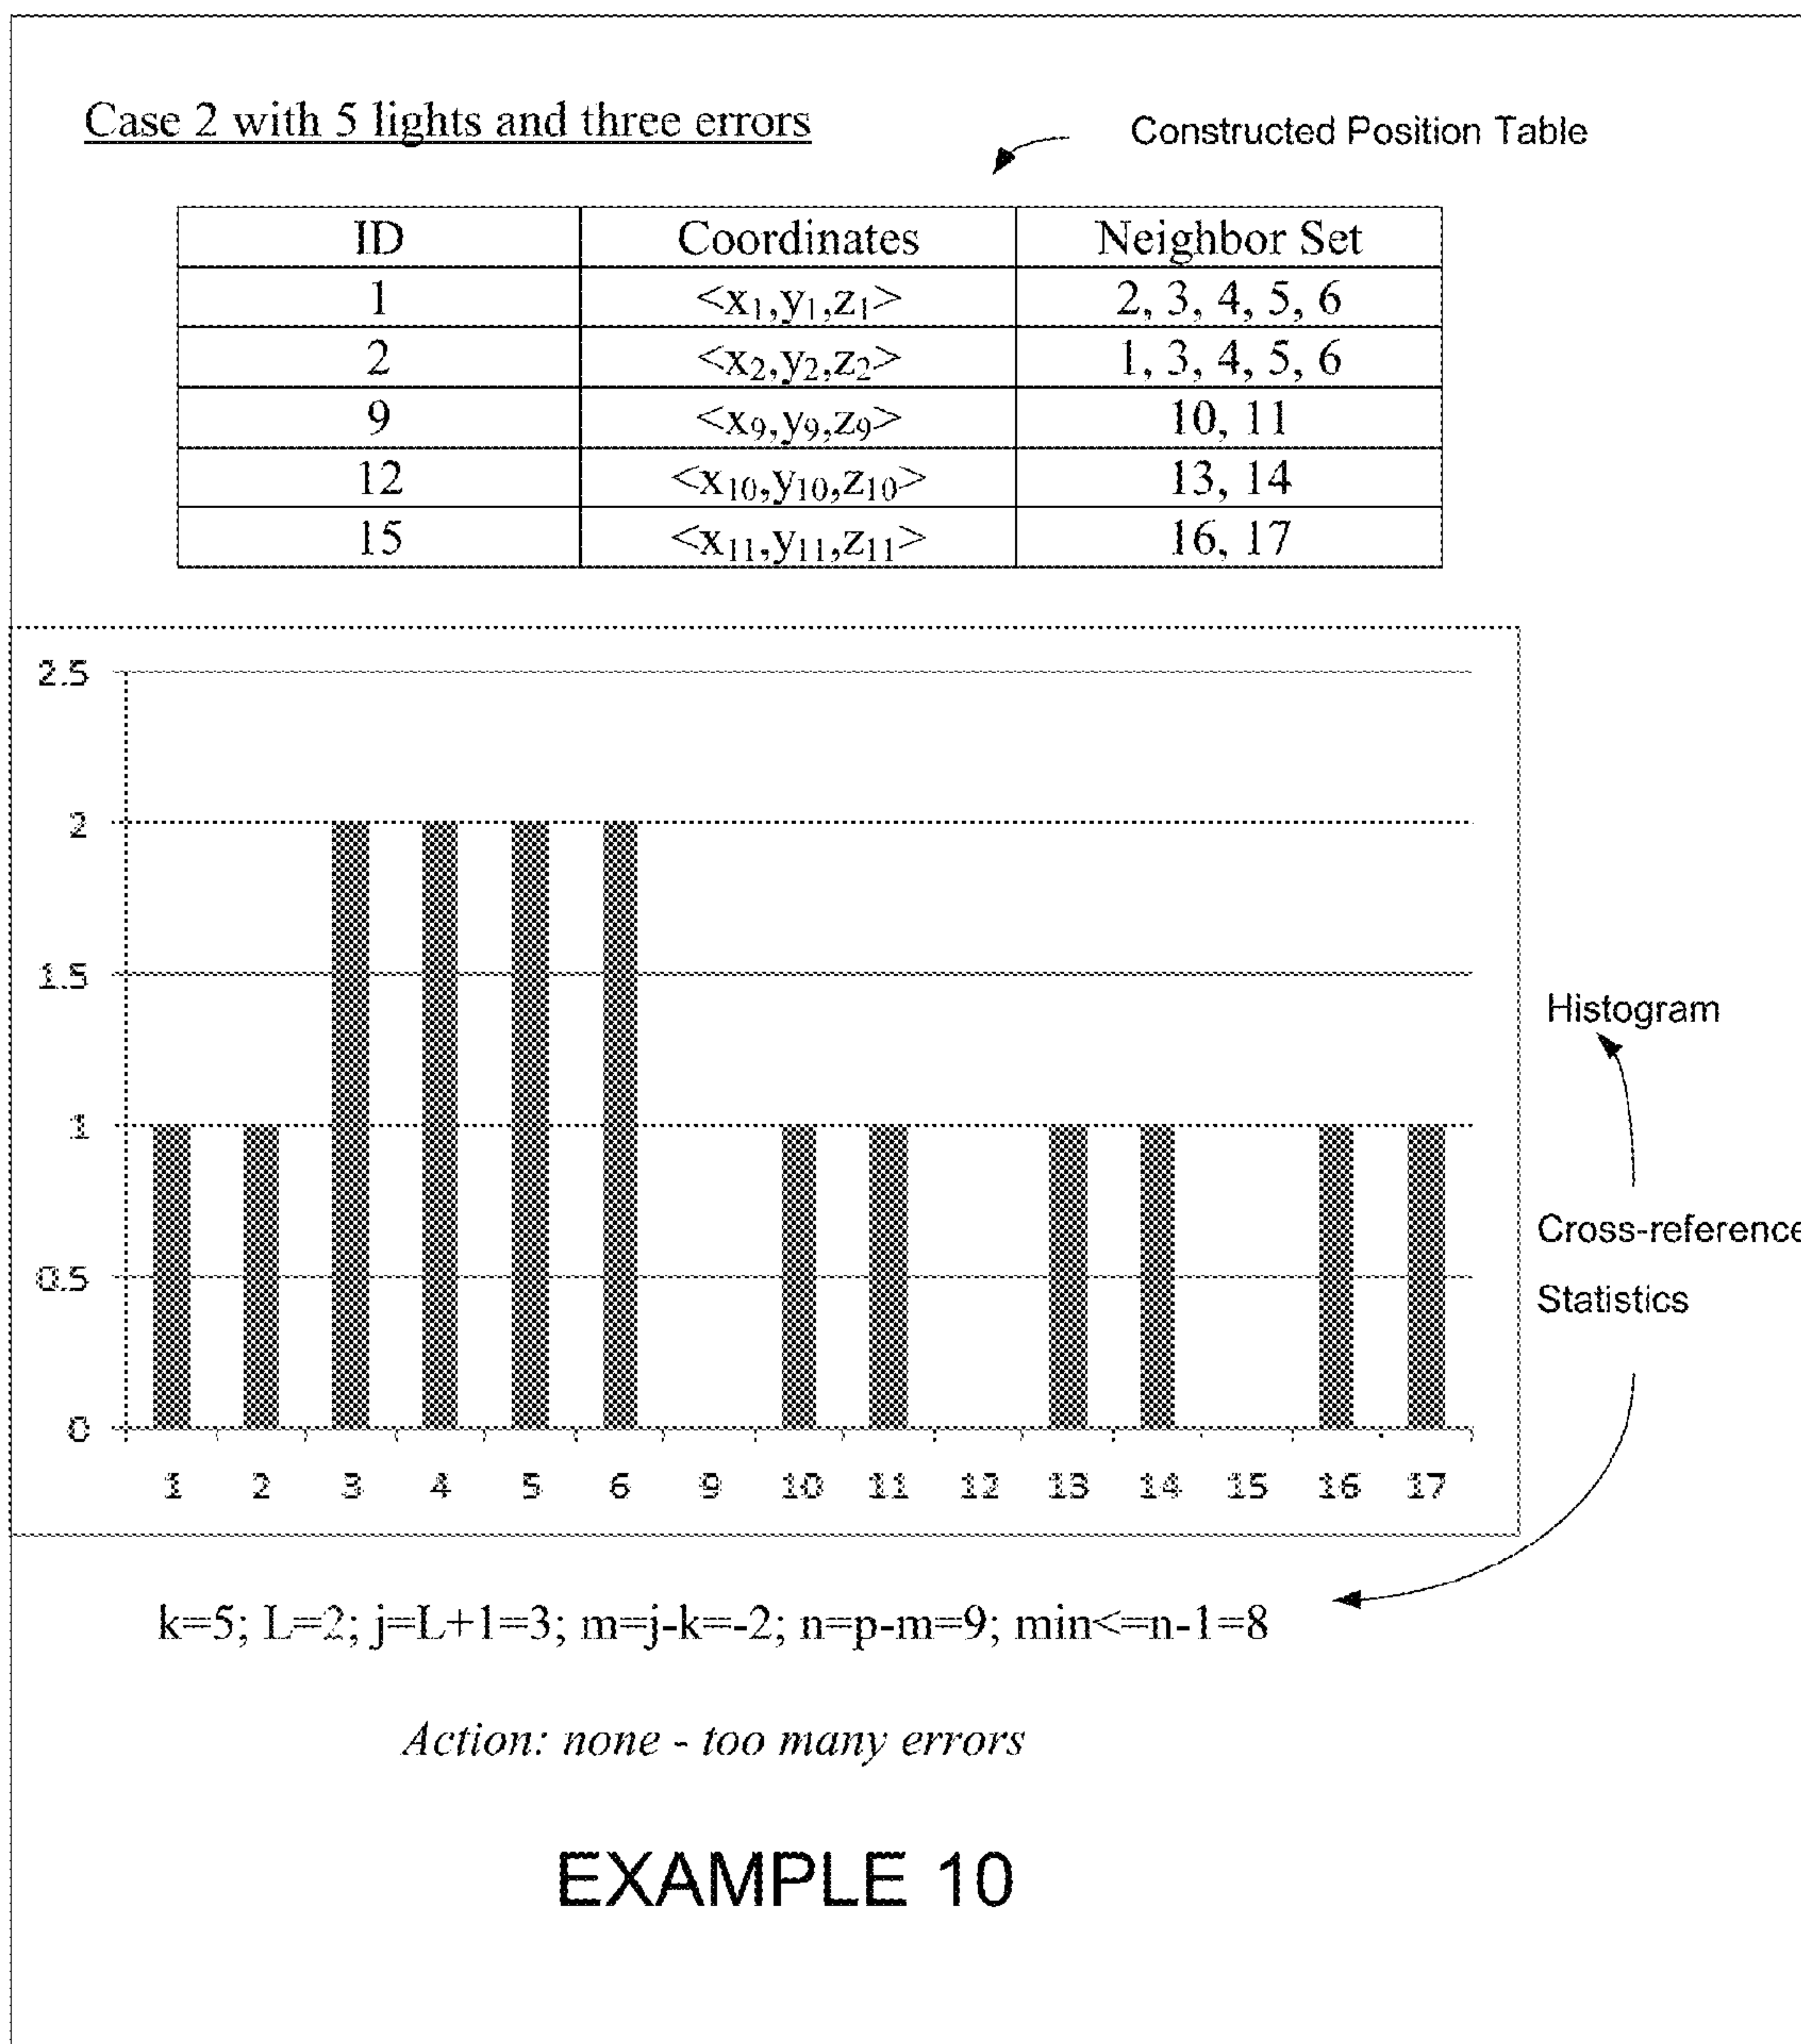 Case 2 with 5 lights and three errors
Constructed Position Table
ID Coordinates Neighbor Set
1 <x₁,y₁,z₁> 2, 3, 4, 5, 6
2 <x₂,y₂,z₂> 1, 3, 4, 5, 6
9 <x₉,y₉,z₉> 10, 11
12 <x₁₀,y₁₀,z₁₀> 13, 14
15 <x₁₁,y₁₁,z₁₁> 16, 17
2.5
2
1.5
1
0.5
0
1 2 3 4 5 6 9 10 11 12 13 14 15 16 17
Histogram
Cross-reference
Statistics
k=5; L=2; j=L+1=3; m=j-k=-2; n=p-m=9; min<=n-1=8
Action: none - too many errors
EXAMPLE 10